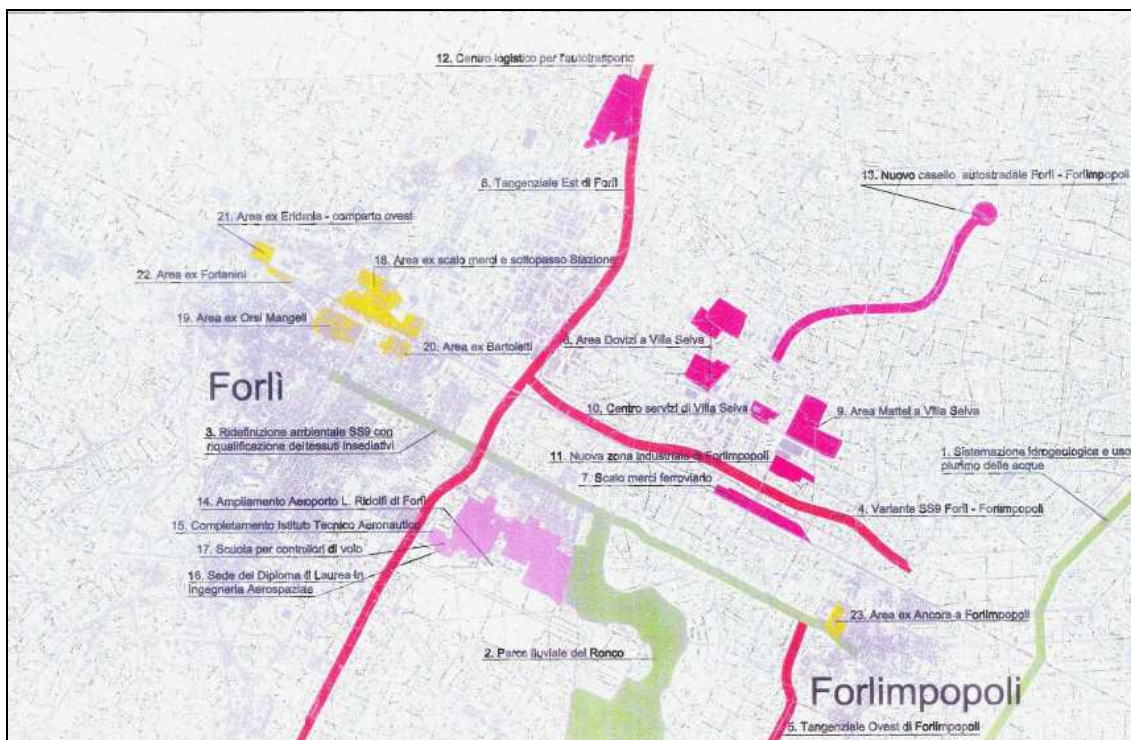 12. Centro logistico per l'autotrasporto
13. Nuovo casello autostradale Forlì - Forlimpopoli
6. Tangenziale Est di Forlì
21. Area ex Eridania - comparto ovest
18. Area ex scalo merci e sottopasso Stazione
22. Area ex Forlanini
19. Area ex Orsi Mangeli
20. Area ex Bartoletti
8. Area Dovizi a Villa Selva
Forlì
10. Centro servizi di Villa Selva
9. Area Mattei a Villa Selva
3. Ridefinizione ambientale SS9 con
riqualificazione dei tessuti insediativi
11. Nuova zona industriale di Forlimpopoli
1. Sistemazione idrogeologica e uso
plurimo delle acque
7. Scalo merci ferroviario
14. Ampliamento Aeroporto L. Ridolfi di Forlì
4. Variante SS9 Forlì - Forlimpopoli
15. Completamento Istituto Tecnico Aeronautico
17. Scuola per controllori di volo
16. Sede del Diploma di Laurea in
Ingegneria Aerospaziale
23. Area ex Ancora a Forlimpopoli
2. Parco fluviale del Ronco
Forlimpopoli
5. Tangenziale Ovest di Forlimpopoli